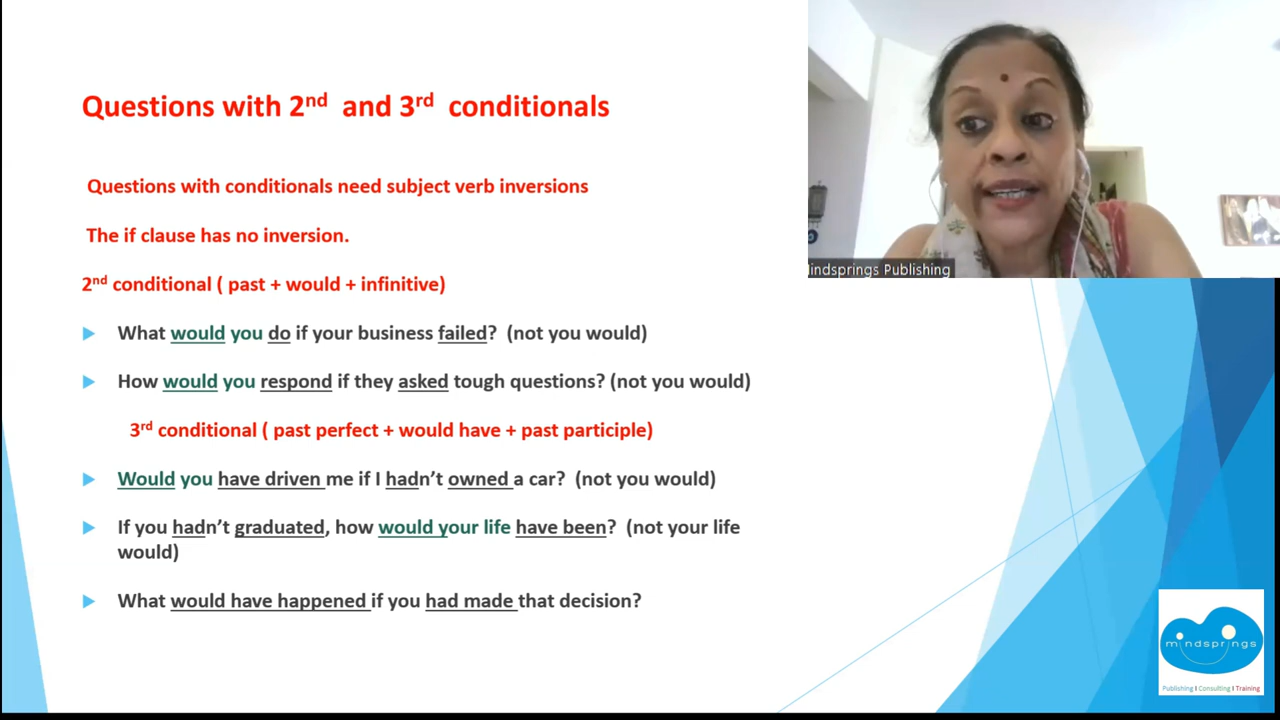 Questions with 2nd and 3rd conditionals
Questions with conditionals need subject verb inversions
The if clause has no inversion.
2nd conditional ( past + would + infinitive)
What would you do if your business failed? (not you would)
How would you respond if they asked tough questions? (not you would)
3rd conditional ( past perfect + would have + past participle)
Would you have driven me if I hadn't owned a car? (not you would)
If you hadn't graduated, how would your life have been? (not your life
would)
What would have happened if you had made that decision?
indsprings Publishing
mindsprings
Publishing I Consulting I Training